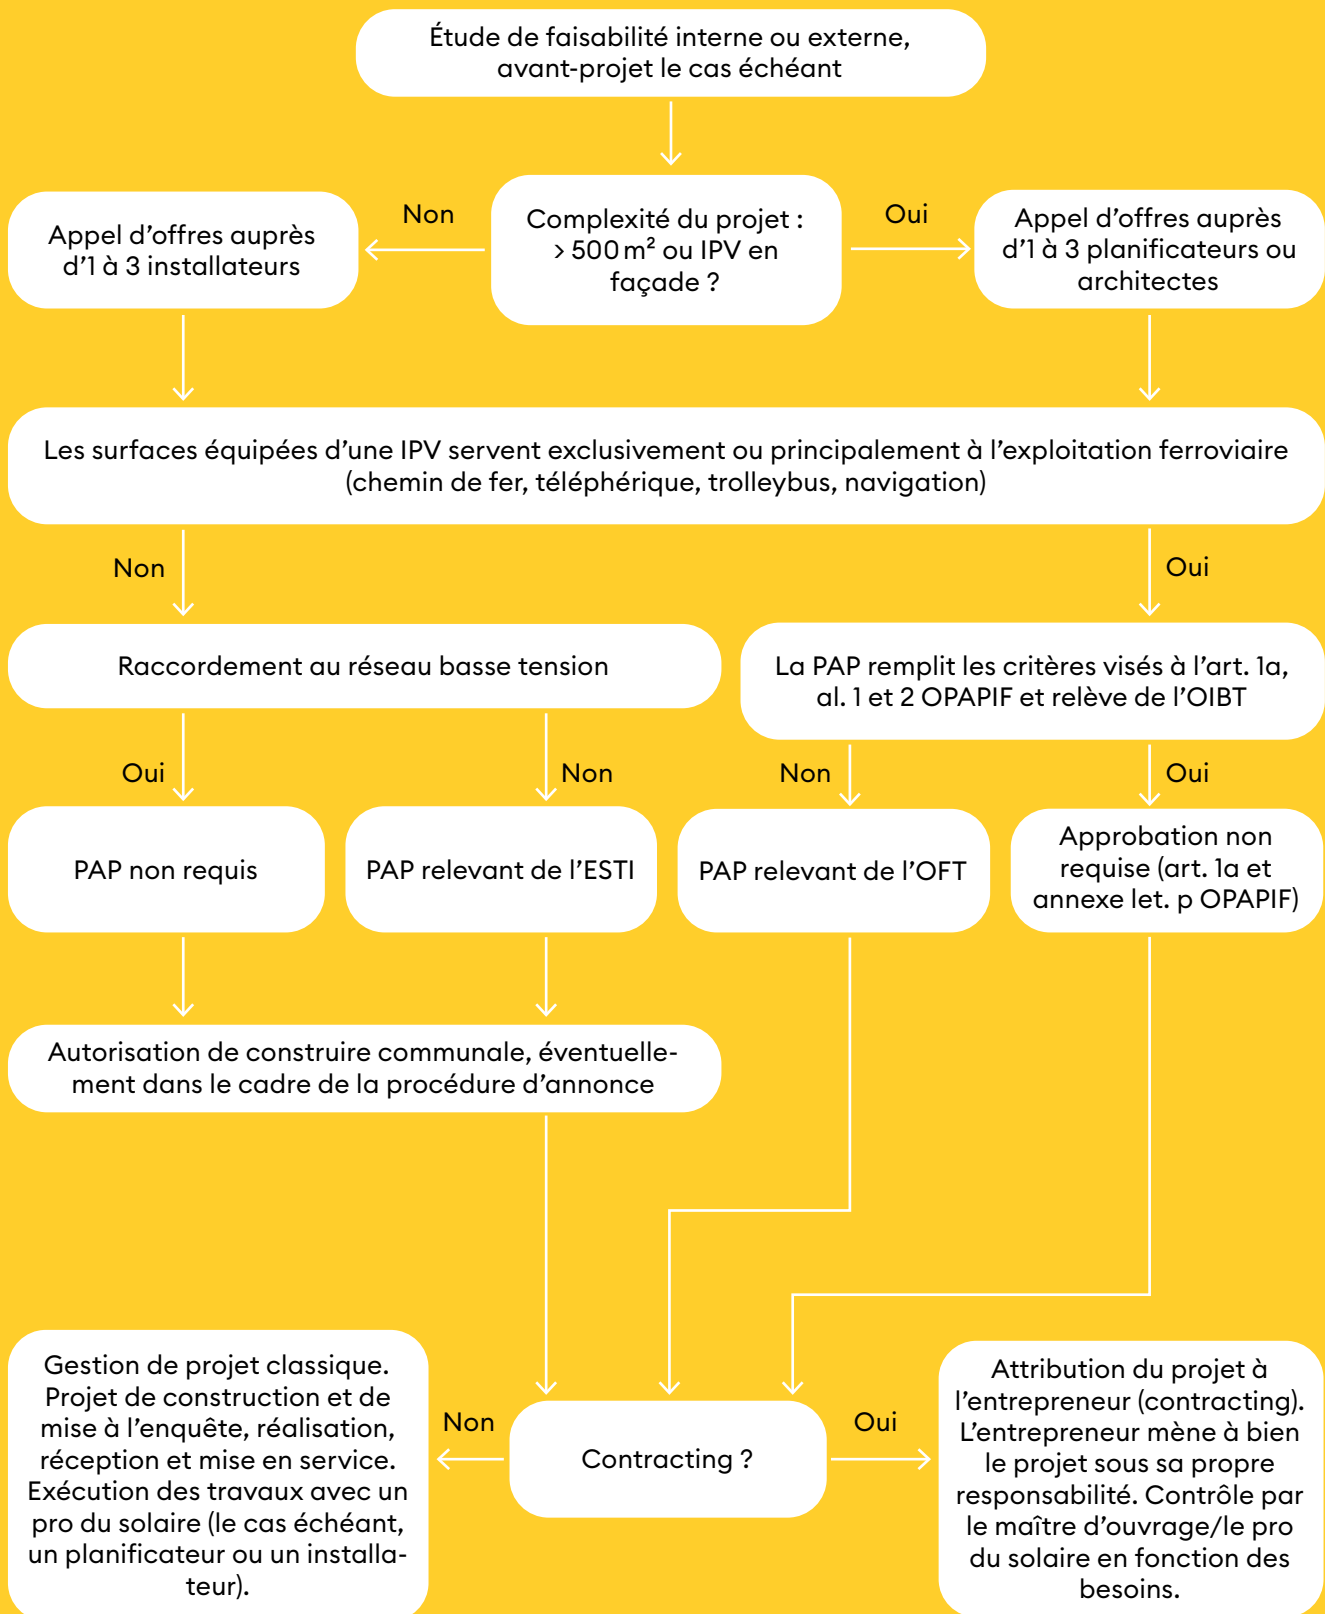 Étude de faisabilité interne ou externe,
avant-projet le cas échéant
Non
Oui
Appel d’offres auprès
d’1 à 3 installateurs
Complexité du projet :
> 500 m² ou IPV en
façade ?
Appel d’offres auprès
d’1 à 3 planificateurs ou
architectes
Les surfaces équipées d’une IPV servent exclusivement ou principalement à l’exploitation ferroviaire
(chemin de fer, téléphérique, trolleybus, navigation)
Non
Oui
Raccordement au réseau basse tension
La PAP remplit les critères visés à l’art. 1a,
al. 1 et 2 OPAPIF et relève de l’OIBT
Oui
Non
Non
Oui
PAP non requis
PAP relevant de l’ESTI
PAP relevant de l’OFT
Approbation non
requise (art. 1a et
annexe let. p OPAPIF)
Autorisation de construire communale, éventuelle-
ment dans le cadre de la procédure d’annonce
Gestion de projet classique.
Projet de construction et de
mise à l’enquête, réalisation,
réception et mise en service.
Exécution des travaux avec un
pro du solaire (le cas échéant,
un planificateur ou un installa-
teur).
Non
Contracting ?
Oui
Attribution du projet à
l’entrepreneur (contracting).
L’entrepreneur mène à bien
le projet sous sa propre
responsabilité. Contrôle par
le maître d’ouvrage/le pro
du solaire en fonction des
besoins.